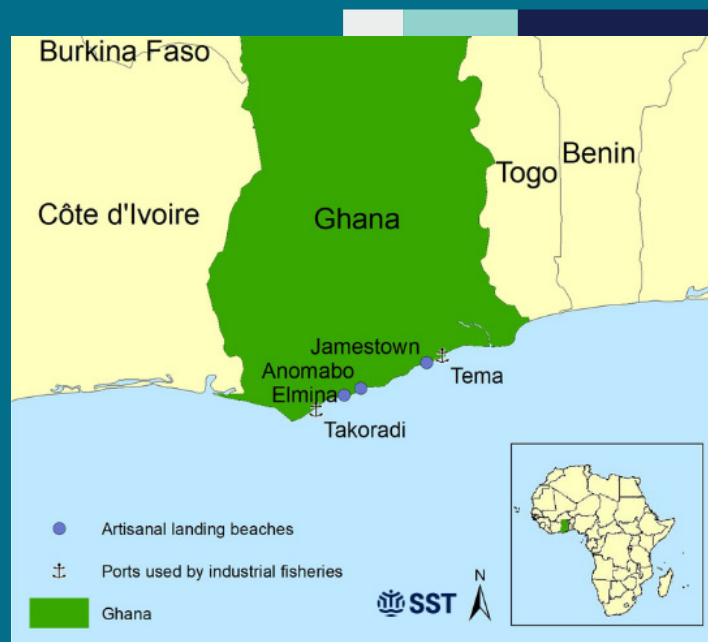 Burkina Faso
Togo
Benin
Côte d'Ivoire
Ghana
Jamestown
Anomabo
Elmina
Tema
Takoradi
Artisanal landing beaches
Ports used by industrial fisheries
Ghana
SST
N